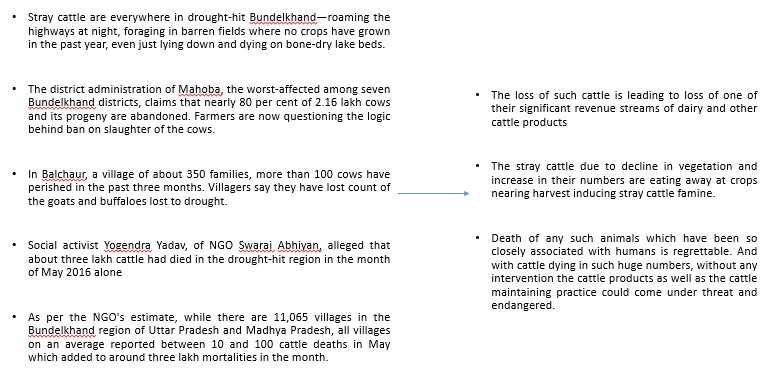 • Stray cattle are everywhere in drought-hit Bundelkhand—roaming the
highways at night, foraging in barren fields where no crops have grown
in the past year, even just lying down and dying on bone-dry lake beds.
• The district administration of Mahoba, the worst-affected among seven
Bundelkhand districts, claims that nearly 80 per cent of 2.16 lakh cows
and its progeny are abandoned. Farmers are now questioning the logic
behind ban on slaughter of the cows.
• In Balchaur, a village of about 350 families, more than 100 cows have
perished in the past three months. Villagers say they have lost count of
the goats and buffaloes lost to drought.
• Social activist Yogendra Yadav, of NGO Swaraj Abhiyan, alleged that
about three lakh cattle had died in the drought-hit region in the month
of May 2016 alone
• As per the NGO's estimate, while there are 11,065 villages in the
Bundelkhand region of Uttar Pradesh and Madhya Pradesh, all villages
on an average reported between 10 and 100 cattle deaths in May
which added to around three lakh mortalities in the month.
• The loss of such cattle is leading to loss of one of
their significant revenue streams of dairy and other
cattle products
• The stray cattle due to decline in vegetation and
increase in their numbers are eating away at crops
nearing harvest inducing stray cattle famine.
• Death of any such animals which have been so
closely associated with humans is regrettable. And
with cattle dying in such huge numbers, without any
intervention the cattle products as well as the cattle
maintaining practice could come under threat and
endangered.